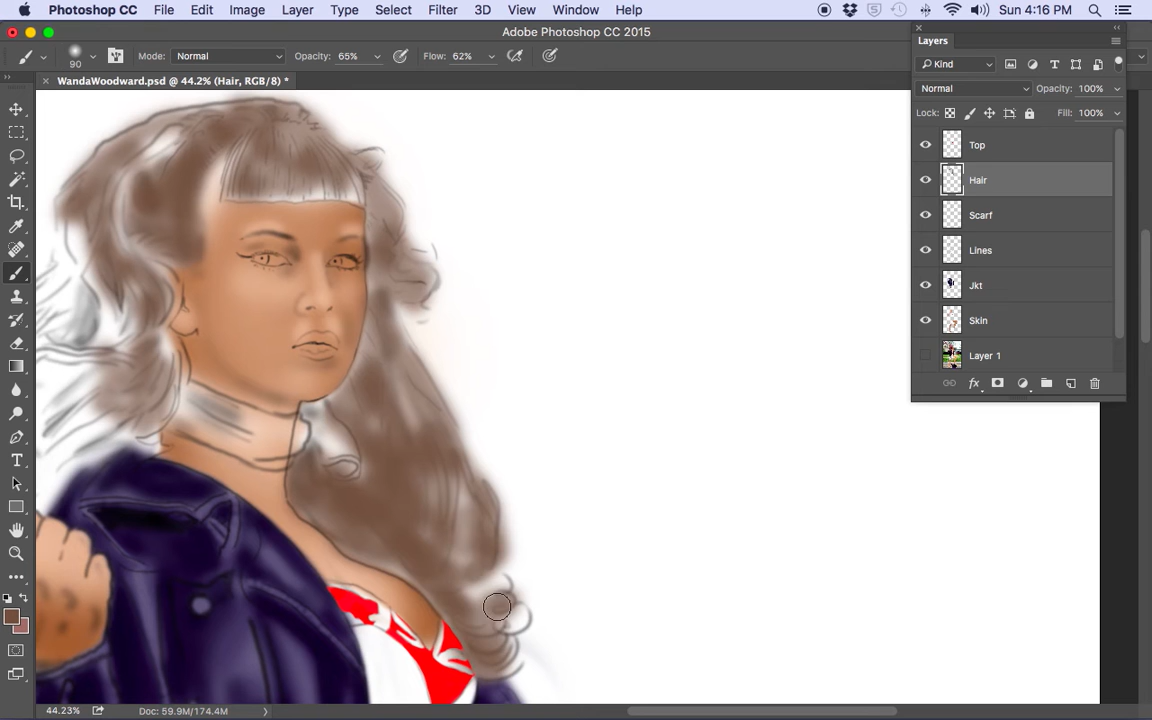 Photoshop CC File Edit Image Layer Type Select Filter 3D View Window Help Sun 4:16 PM
Adobe Photoshop CC 2015
90 Mode: Normal Opacity: 65% Flow: 62%
WandaWoodward.psd @ 44.2% (Hair, RGB/8) *
Layers
Kind
Normal Opacity: 100%
Lock: Fill: 100%
Top
Hair
Scarf
Lines
Jkt
Skin
Layer 1
fx
44.23% Doc: 59.9M/174.4M